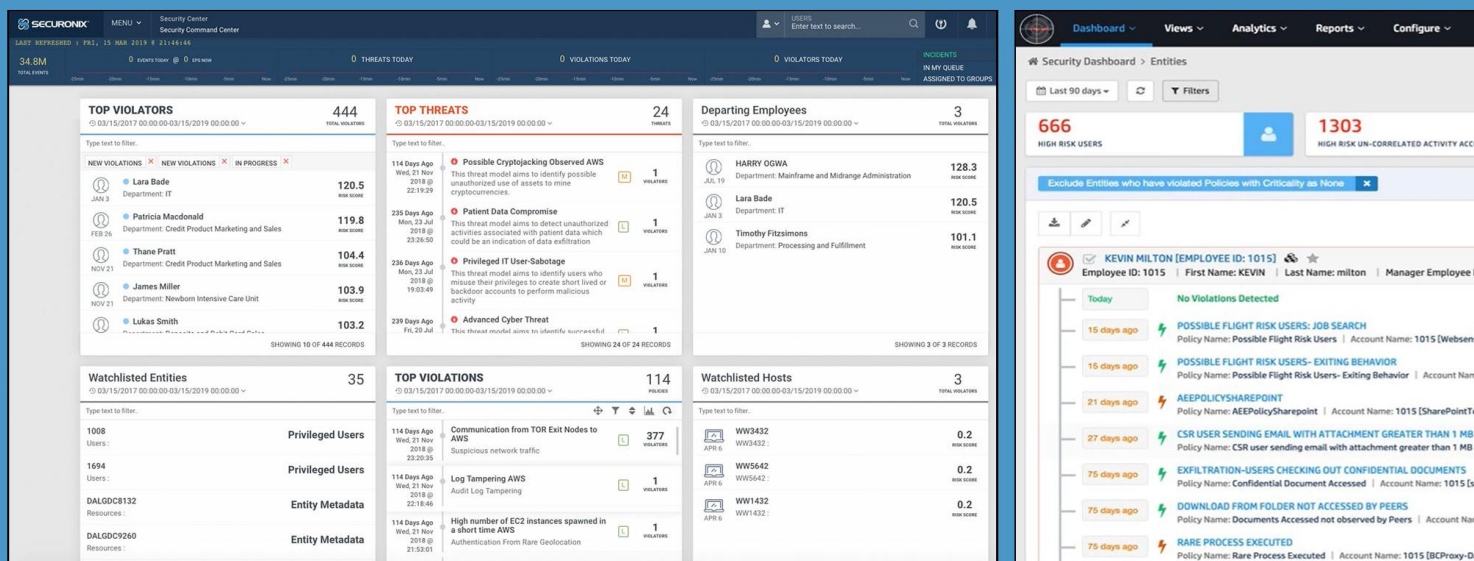 SECURONIX
MENU
Security Center
Security Command Center
USERS
Enter text to search...
LAST REFRESHED : FRI, 15 MAR 2019 @ 21:46:46
34.8M
TOTAL EVENTS
0 EVENTS TODAY @ 0 EPS NOW
0 THREATS TODAY
0 VIOLATIONS TODAY
0 VIOLATORS TODAY
INCIDENTS
IN MY QUEUE
ASSIGNED TO GROUPS
TOP VIOLATORS
444
03/15/2017 00:00:00-03/15/2019 00:00:00
TOTAL VIOLATORS
Type text to filter..
NEW VIOLATIONS
NEW VIOLATIONS
IN PROGRESS
Lara Bade
Department: IT
JAN 3
120.5
RISK SCORE
Patricia Macdonald
Department: Credit Product Marketing and Sales
FEB 26
119.8
RISK SCORE
Thane Pratt
Department: Credit Product Marketing and Sales
NOV 21
104.4
RISK SCORE
James Miller
Department: Newborn Intensive Care Unit
NOV 21
103.9
RISK SCORE
Lukas Smith
103.2
SHOWING 10 OF 444 RECORDS
TOP THREATS
24
03/15/2017 00:00:00-03/15/2019 00:00:00
THREATS
Type text to filter..
114 Days Ago
Wed, 21 Nov
2018 @
22:19:29
Possible Cryptojacking Observed AWS
This threat model aims to identify possible
unauthorized use of assets to mine
cryptocurrencies.
M
1
VIOLATORS
235 Days Ago
Mon, 23 Jul
2018 @
23:26:50
Patient Data Compromise
This threat model aims to detect unauthorized
activities associated with patient data which
could be an indication of data exfiltration
L
1
VIOLATORS
236 Days Ago
Mon, 23 Jul
2018 @
19:03:49
Privileged IT User-Sabotage
This threat model aims to identify users who
misuse their privileges to create short lived or
backdoor accounts to perform malicious
activity
M
1
VIOLATORS
239 Days Ago
Fri, 20 Jul
Advanced Cyber Threat
This threat model aims to identify successful
1
SHOWING 24 OF 24 RECORDS
Departing Employees
3
03/15/2017 00:00:00-03/15/2019 00:00:00
TOTAL VIOLATORS
Type text to filter..
HARRY OGWA
Department: Mainframe and Midrange Administration
JUL 19
128.3
RISK SCORE
Lara Bade
Department: IT
JAN 3
120.5
RISK SCORE
Timothy Fitzsimons
Department: Processing and Fulfillment
JAN 10
101.1
RISK SCORE
SHOWING 3 OF 3 RECORDS
Watchlisted Entities
35
03/15/2017 00:00:00-03/15/2019 00:00:00
Type text to filter..
1008
Users :
Privileged Users
1694
Users :
Privileged Users
DALGDC8132
Resources :
Entity Metadata
DALGDC9260
Resources :
Entity Metadata
TOP VIOLATIONS
114
03/15/2017 00:00:00-03/15/2019 00:00:00
POLICIES
Type text to filter..
114 Days Ago
Wed, 21 Nov
2018 @
23:20:35
Communication from TOR Exit Nodes to
AWS
Suspicious network traffic
L
377
VIOLATORS
114 Days Ago
Wed, 21 Nov
2018 @
22:18:46
Log Tampering AWS
Audit Log Tampering
L
1
VIOLATORS
114 Days Ago
Wed, 21 Nov
2018 @
21:53:01
High number of EC2 instances spawned in
a short time AWS
Authentication From Rare Geolocation
L
1
VIOLATORS
Watchlisted Hosts
3
03/15/2017 00:00:00-03/15/2019 00:00:00
TOTAL VIOLATORS
Type text to filter..
WW3432
WW3432 :
APR 6
0.2
RISK SCORE
WW5642
WW5642 :
APR 6
0.2
RISK SCORE
WW1432
WW1432 :
APR 6
0.2
RISK SCORE
Dashboard
Views
Analytics
Reports
Configure
Security Dashboard > Entities
Last 90 days
Filters
666
HIGH RISK USERS
1303
HIGH RISK UN-CORRELATED ACTIVITY
Exclude Entities who have violated Policies with Criticality as None
KEVIN MILTON [EMPLOYEE ID: 1015]
Employee ID: 1015 | First Name: KEVIN | Last Name: milton | Manager Employee
Today
No Violations Detected
15 days ago
POSSIBLE FLIGHT RISK USERS: JOB SEARCH
Policy Name: Possible Flight Risk Users | Account Name: 1015 [Websens
15 days ago
POSSIBLE FLIGHT RISK USERS- EXITING BEHAVIOR
Policy Name: Possible Flight Risk Users- Exiting Behavior | Account
21 days ago
AEEPOLICYSHAREPOINT
Policy Name: AEEPolicySharepoint | Account Name: 1015 [SharePointT
27 days ago
CSR USER SENDING EMAIL WITH ATTACHMENT GREATER THAN 1 MB
Policy Name: CSR user sending email with attachment greater than 1 MB
75 days ago
EXFILTRATION-USERS CHECKING OUT CONFIDENTIAL DOCUMENTS
Policy Name: Confidential Document Accessed | Account Name: 1015
75 days ago
DOWNLOAD FROM FOLDER NOT ACCESSED BY PEERS
Policy Name: Documents Accessed not observed by Peers | Account
75 days ago
RARE PROCESS EXECUTED
Policy Name: Rare Process Executed | Account Name: 1015 [BCProxy-D